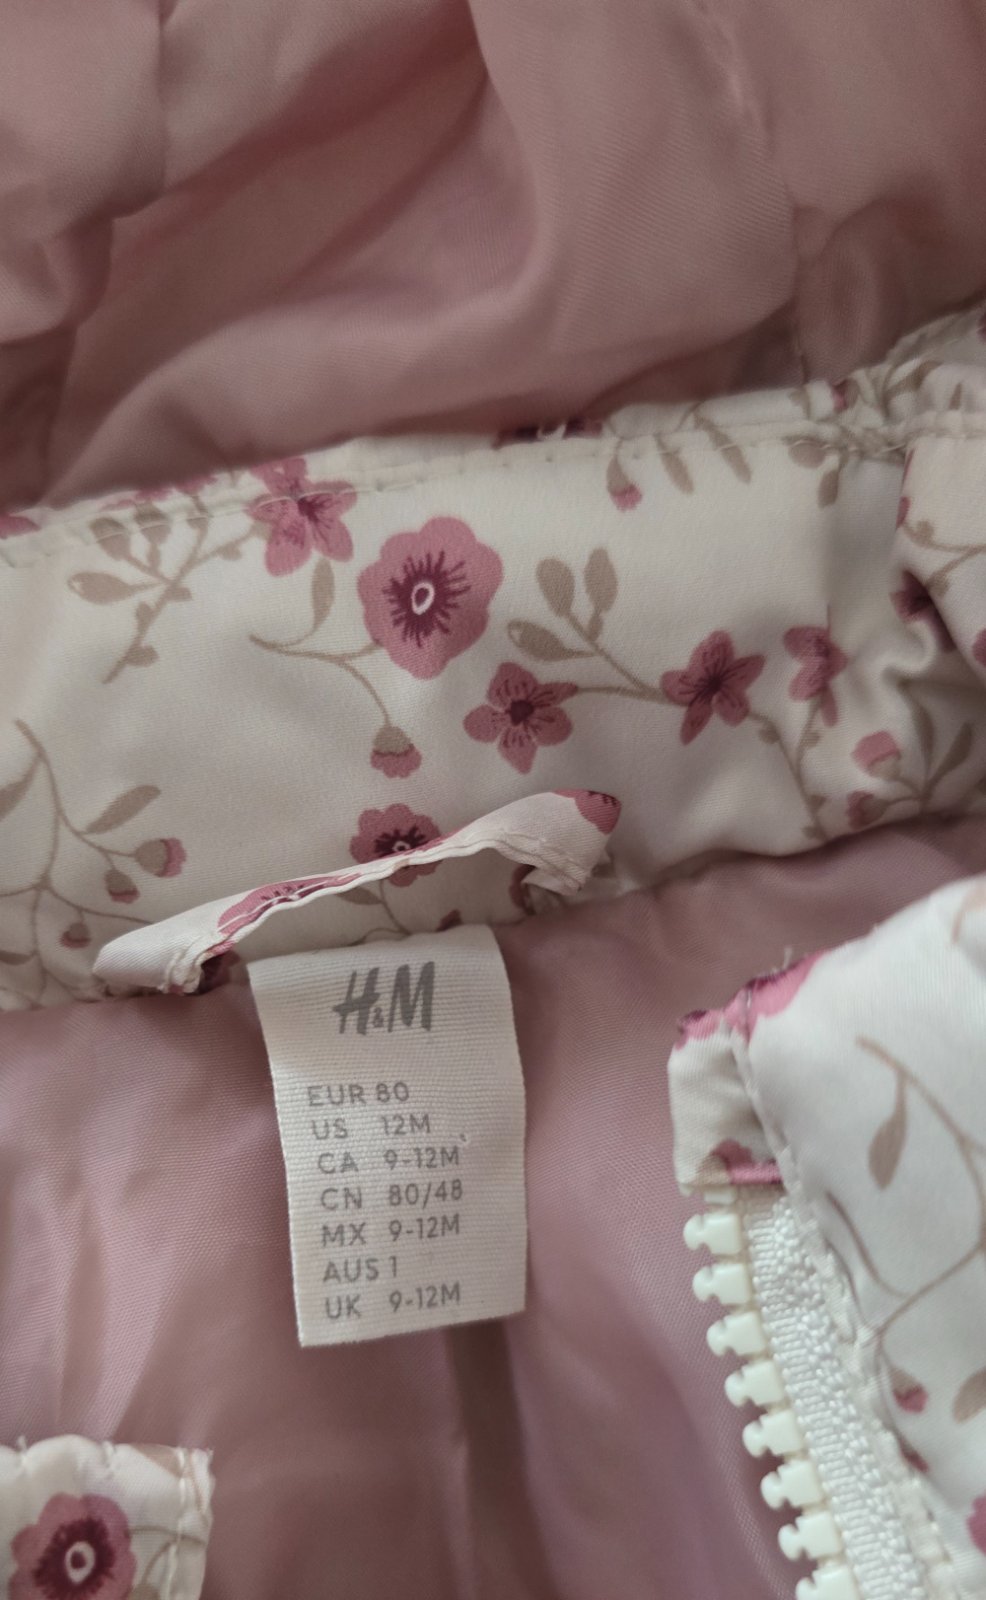 H&M
EUR 80
US 12M
CA 9-12M
CN 80/48
MX 9-12M
AUS 1
UK 9-12M